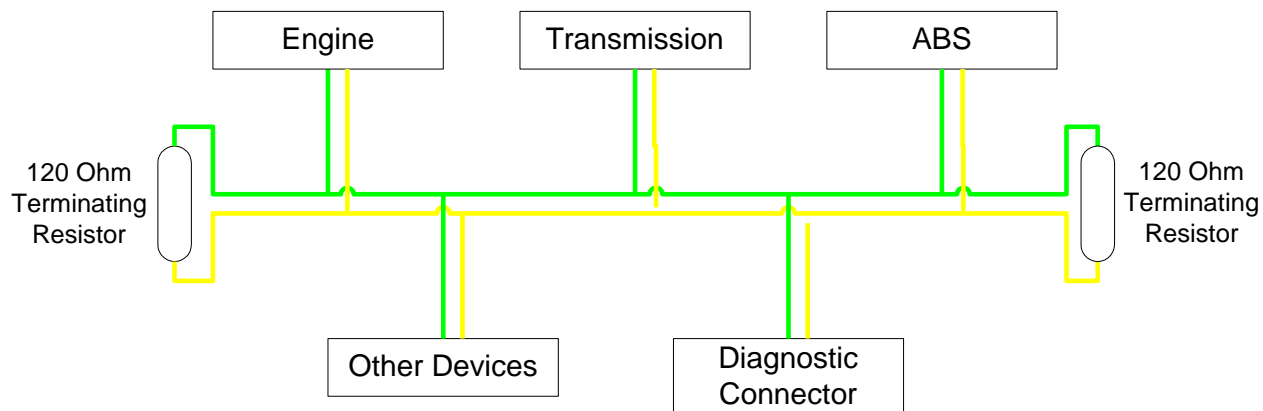 Engine
Transmission
ABS
120 Ohm
Terminating
Resistor
120 Ohm
Terminating
Resistor
Other Devices
Diagnostic
Connector